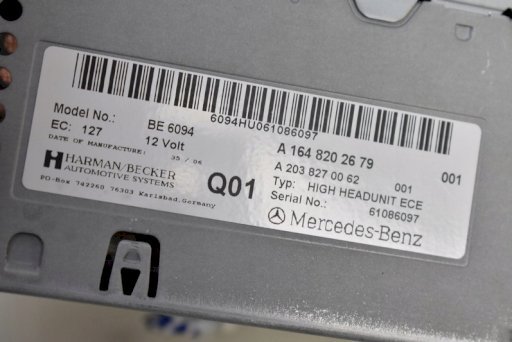 6094HU061086097
Model No.: BE 6094
EC: 127 12 Volt
DATE OF MANUFACTURE: 35 / 06
HARMAN/BECKER
AUTOMOTIVE SYSTEMS
PO-Box 742260 76303 Karlsbad, Germany
Q01
A 164 820 26 79 001
A 203 827 00 62 001
Typ: HIGH HEADUNIT ECE
Serial No.: 61086097
Mercedes-Benz